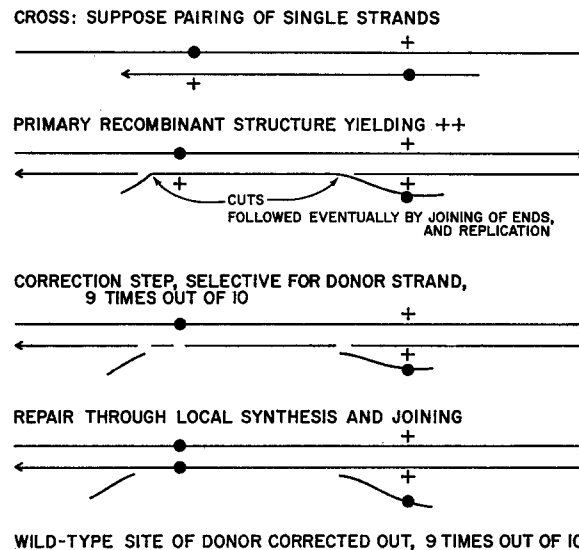 CROSS: SUPPOSE PAIRING OF SINGLE STRANDS
+
+
PRIMARY RECOMBINANT STRUCTURE YIELDING ++
+
+ +
CUTS
FOLLOWED EVENTUALLY BY JOINING OF ENDS,
AND REPLICATION
CORRECTION STEP, SELECTIVE FOR DONOR STRAND,
9 TIMES OUT OF 10
+
+
REPAIR THROUGH LOCAL SYNTHESIS AND JOINING
+
+
WILD-TYPE SITE OF DONOR CORRECTED OUT, 9 TIMES OUT OF 10